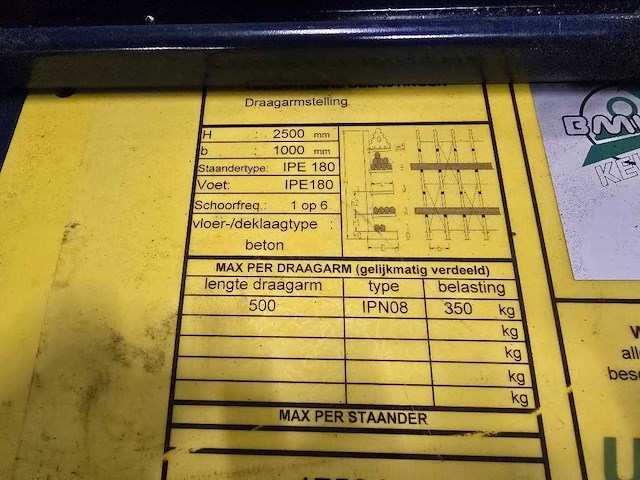 Draagarmstelling
H : 2500 mm
b : 1000 mm
Staandertype: IPE 180
Voet: IPE180
Schoorfreq.: 1 op 6
vloer-/deklaagtype :
beton
MAX PER DRAAGARM (gelijkmatig verdeeld)
lengte draagarm type belasting
500 IPN08 350 kg
kg
kg
kg
kg
MAX PER STAANDER